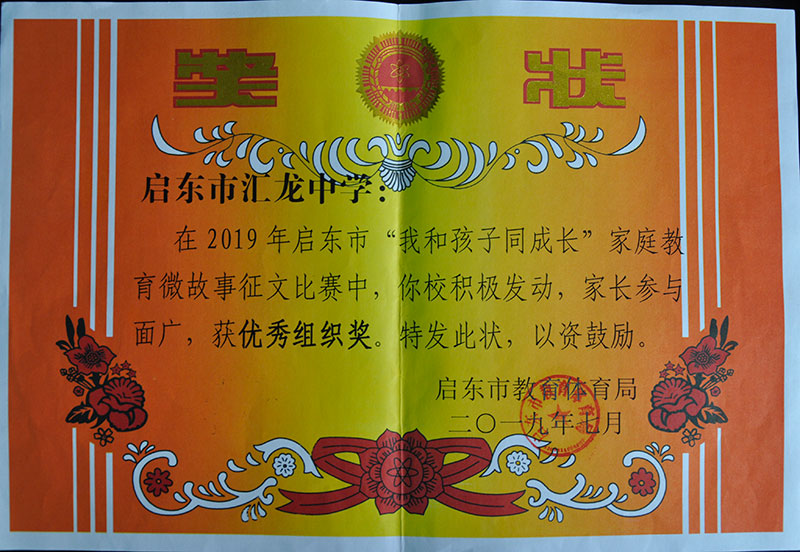 奖状
启东市汇龙中学：
在2019年启东市“我和孩子同成长”家庭教
育微故事征文比赛中，你校积极发动，家长参与
面广，获优秀组织奖。特发此状，以资鼓励。
启东市教育体育局
二〇一九年七月